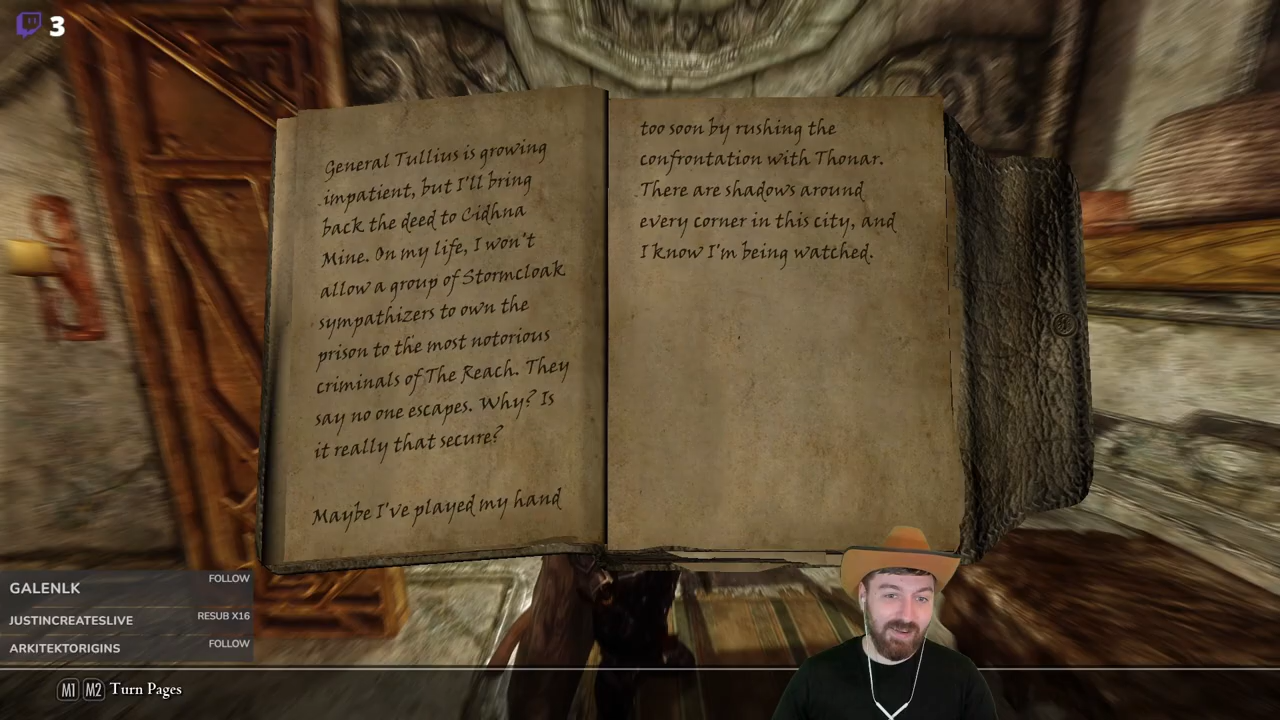 3
General Tullius is growing
impatient, but I'll bring
back the deed to Cidhna
Mine. On my life, I won't
allow a group of Stormcloak
sympathizers to own the
prison to the most notorious
criminals of The Reach. They
say no one escapes. Why? Is
it really that secure?
Maybe I've played my hand
too soon by rushing the
confrontation with Thonar.
There are shadows around
every corner in this city, and
I know I'm being watched.
GALENLK FOLLOW
JUSTINCREATESLIVE RESUB X16
ARKITEKTORIGINS FOLLOW
M1 M2 Turn Pages